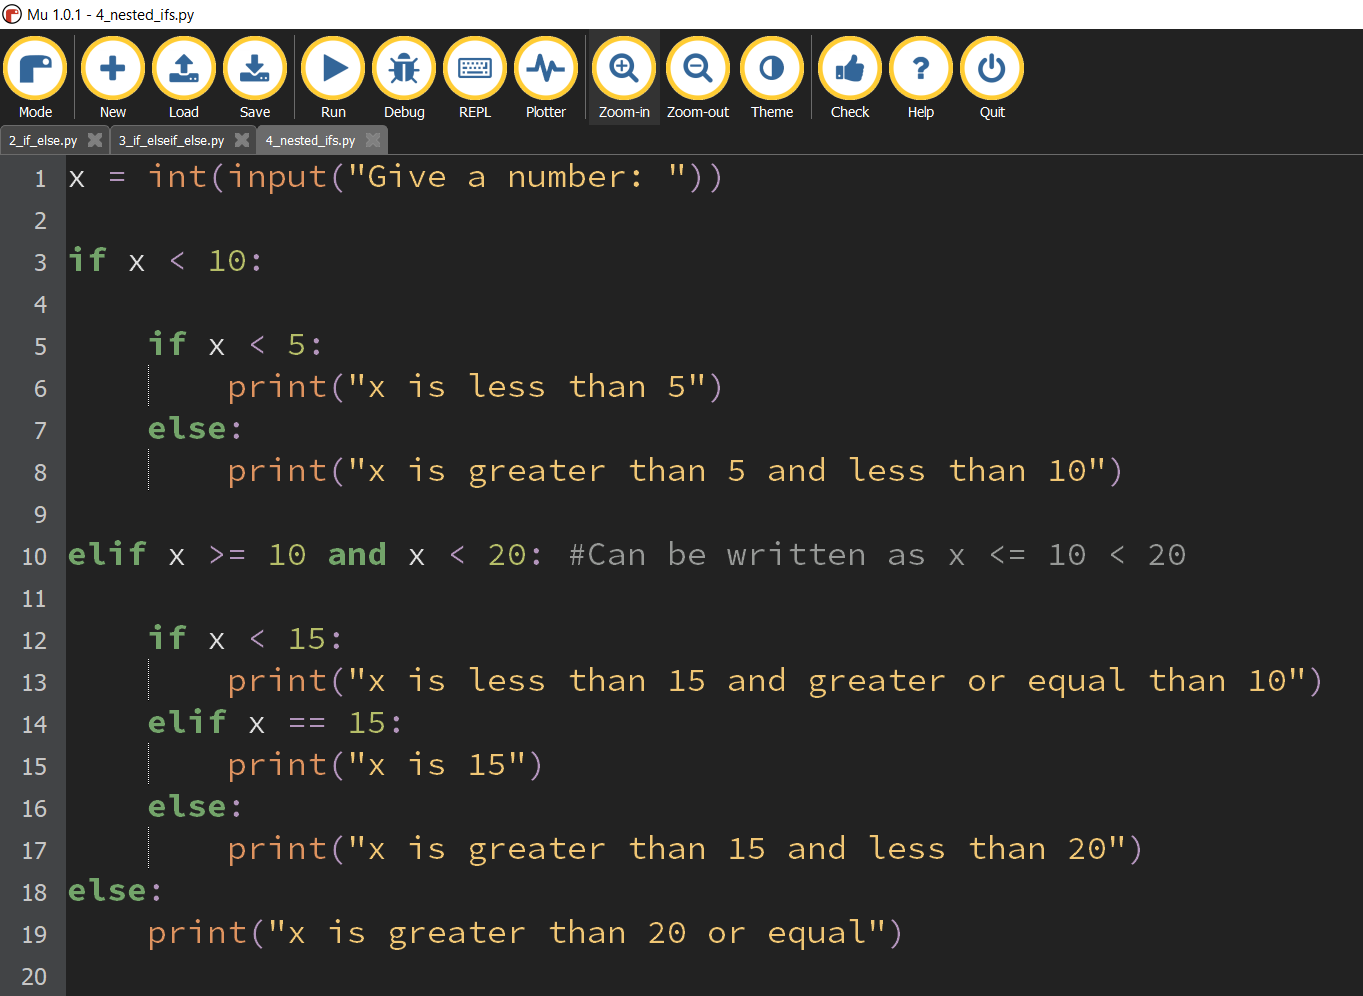 Mu 1.0.1 - 4_nested_ifs.py
Mode New Load Save Run Debug REPL Plotter Zoom-in Zoom-out Theme Check Help Quit
2_if_else.py 3_if_elseif_else.py 4_nested_ifs.py
1 x = int(input("Give a number: "))
2
3 if x < 10:
4
5     if x < 5:
6         print("x is less than 5")
7     else:
8         print("x is greater than 5 and less than 10")
9
10 elif x >= 10 and x < 20: #Can be written as x <= 10 < 20
11
12     if x < 15:
13         print("x is less than 15 and greater or equal than 10")
14     elif x == 15:
15         print("x is 15")
16     else:
17         print("x is greater than 15 and less than 20")
18 else:
19     print("x is greater than 20 or equal")
20